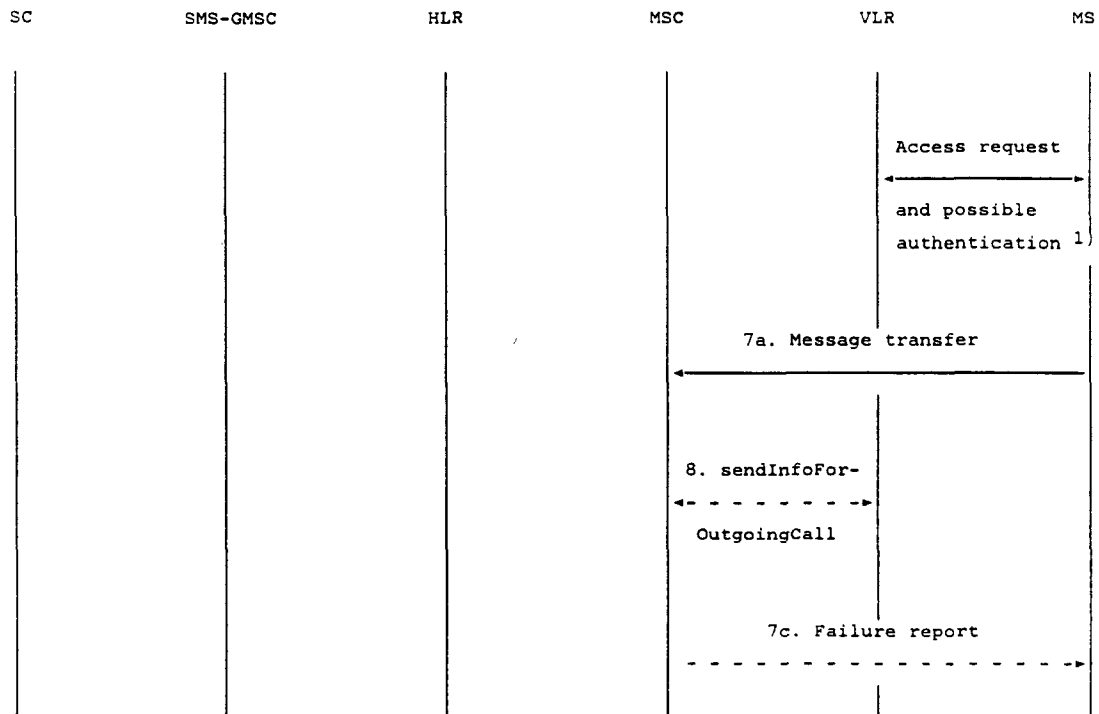 SC SMS-GMSC HLR MSC VLR MS
Access request
and possible
authentication 1)
7a. Message transfer
8. sendInfoFor-
OutgoingCall
7c. Failure report